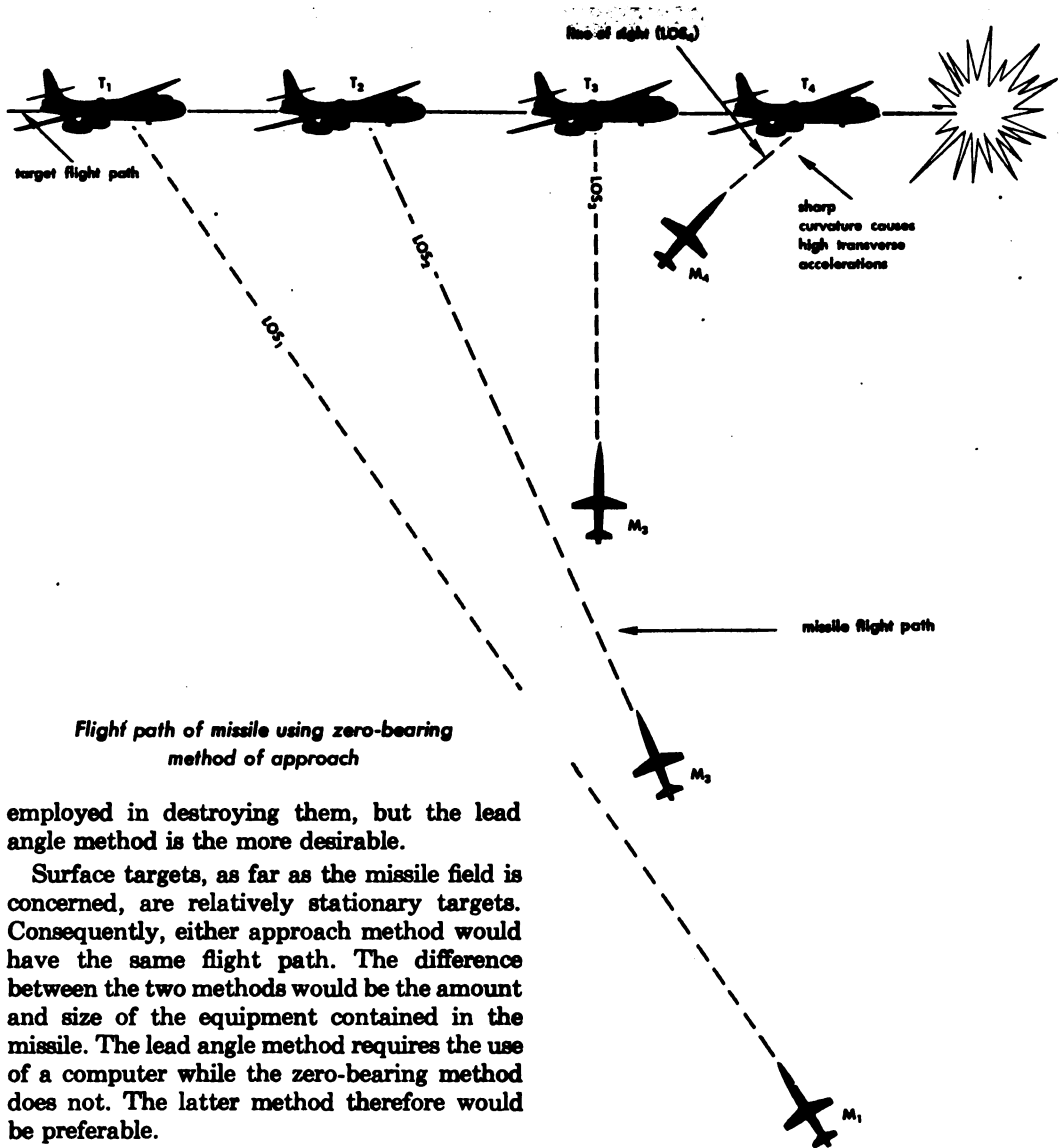 line of sight (LOS₄)
T₁
T₂
T₃
T₄
target flight path
LOS₁
LOS₂
LOS₃
sharp
curvature causes
high transverse
accelerations
M₄
M₃
missile flight path
M₃
M₁
Flight path of missile using zero-bearing
method of approach
employed in destroying them, but the lead
angle method is the more desirable.
Surface targets, as far as the missile field is
concerned, are relatively stationary targets.
Consequently, either approach method would
have the same flight path. The difference
between the two methods would be the amount
and size of the equipment contained in the
missile. The lead angle method requires the use
of a computer while the zero-bearing method
does not. The latter method therefore would
be preferable.